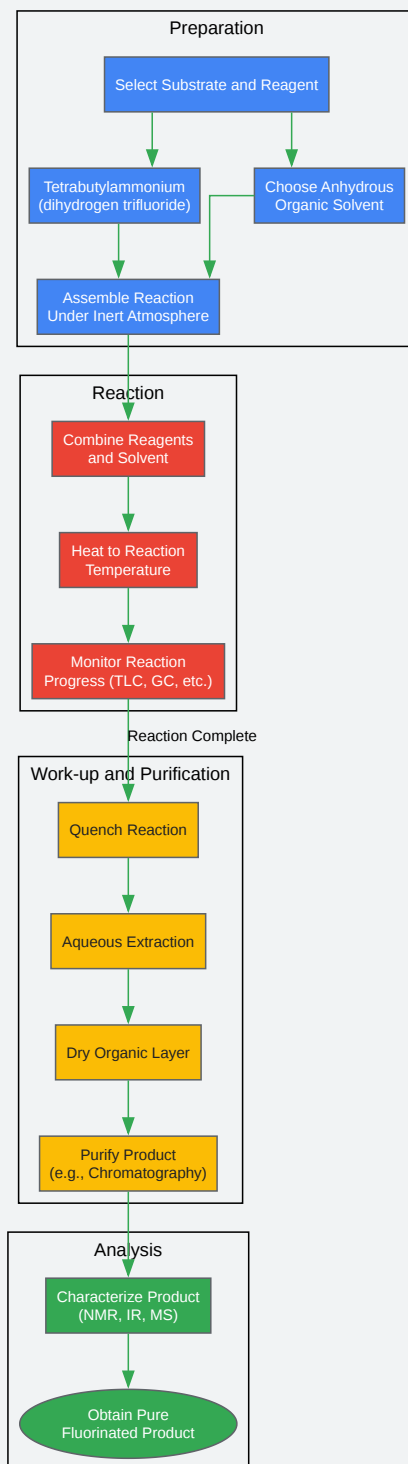 Preparation
Select Substrate and Reagent
Tetrabutylammonium
(dihydrogen trifluoride)
Choose Anhydrous
Organic Solvent
Assemble Reaction
Under Inert Atmosphere
Reaction
Combine Reagents
and Solvent
Heat to Reaction
Temperature
Monitor Reaction
Progress (TLC, GC, etc.)
Reaction Complete
Work-up and Purification
Quench Reaction
Aqueous Extraction
Dry Organic Layer
Purify Product
(e.g., Chromatography)
Analysis
Characterize Product
(NMR, IR, MS)
Obtain Pure
Fluorinated Product